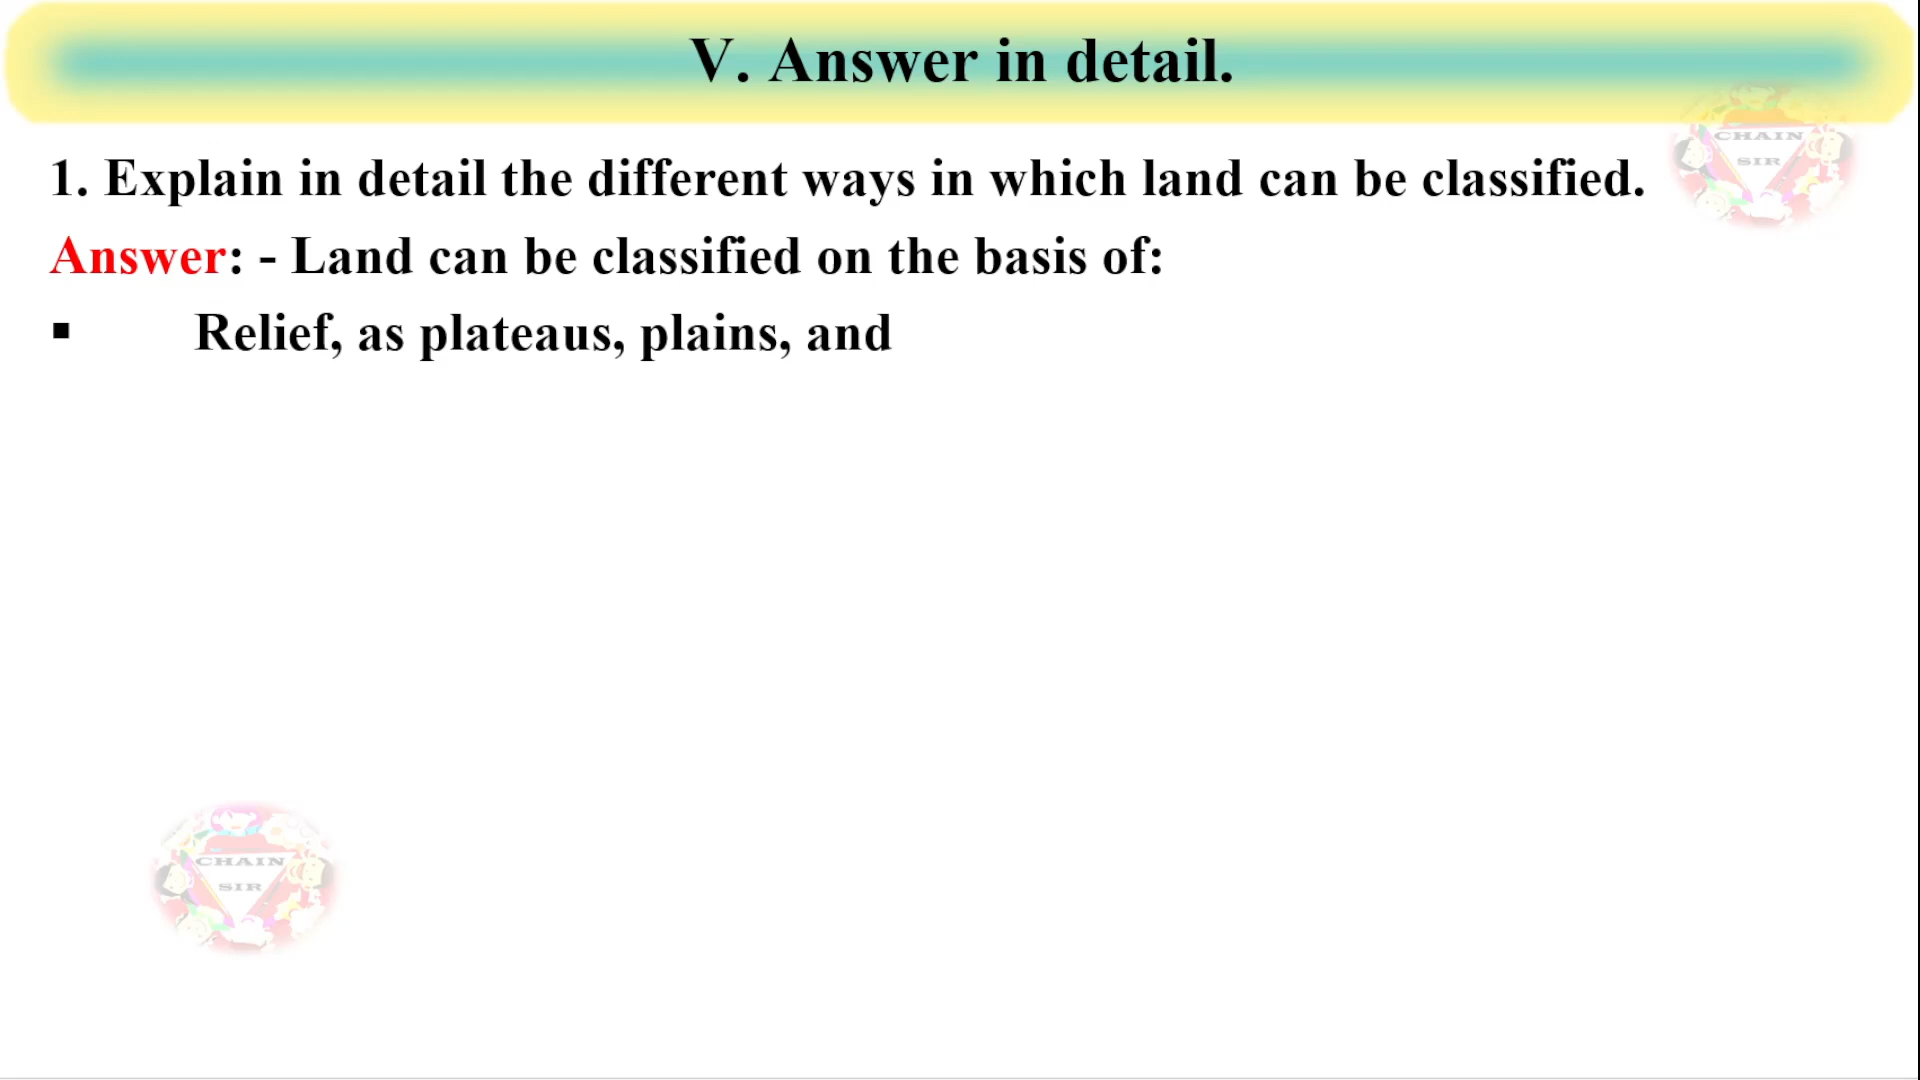 V. Answer in detail.
CHAIN
SIR
1. Explain in detail the different ways in which land can be classified.
Answer: - Land can be classified on the basis of:
▪ Relief, as plateaus, plains, and
CHAIN
SIR